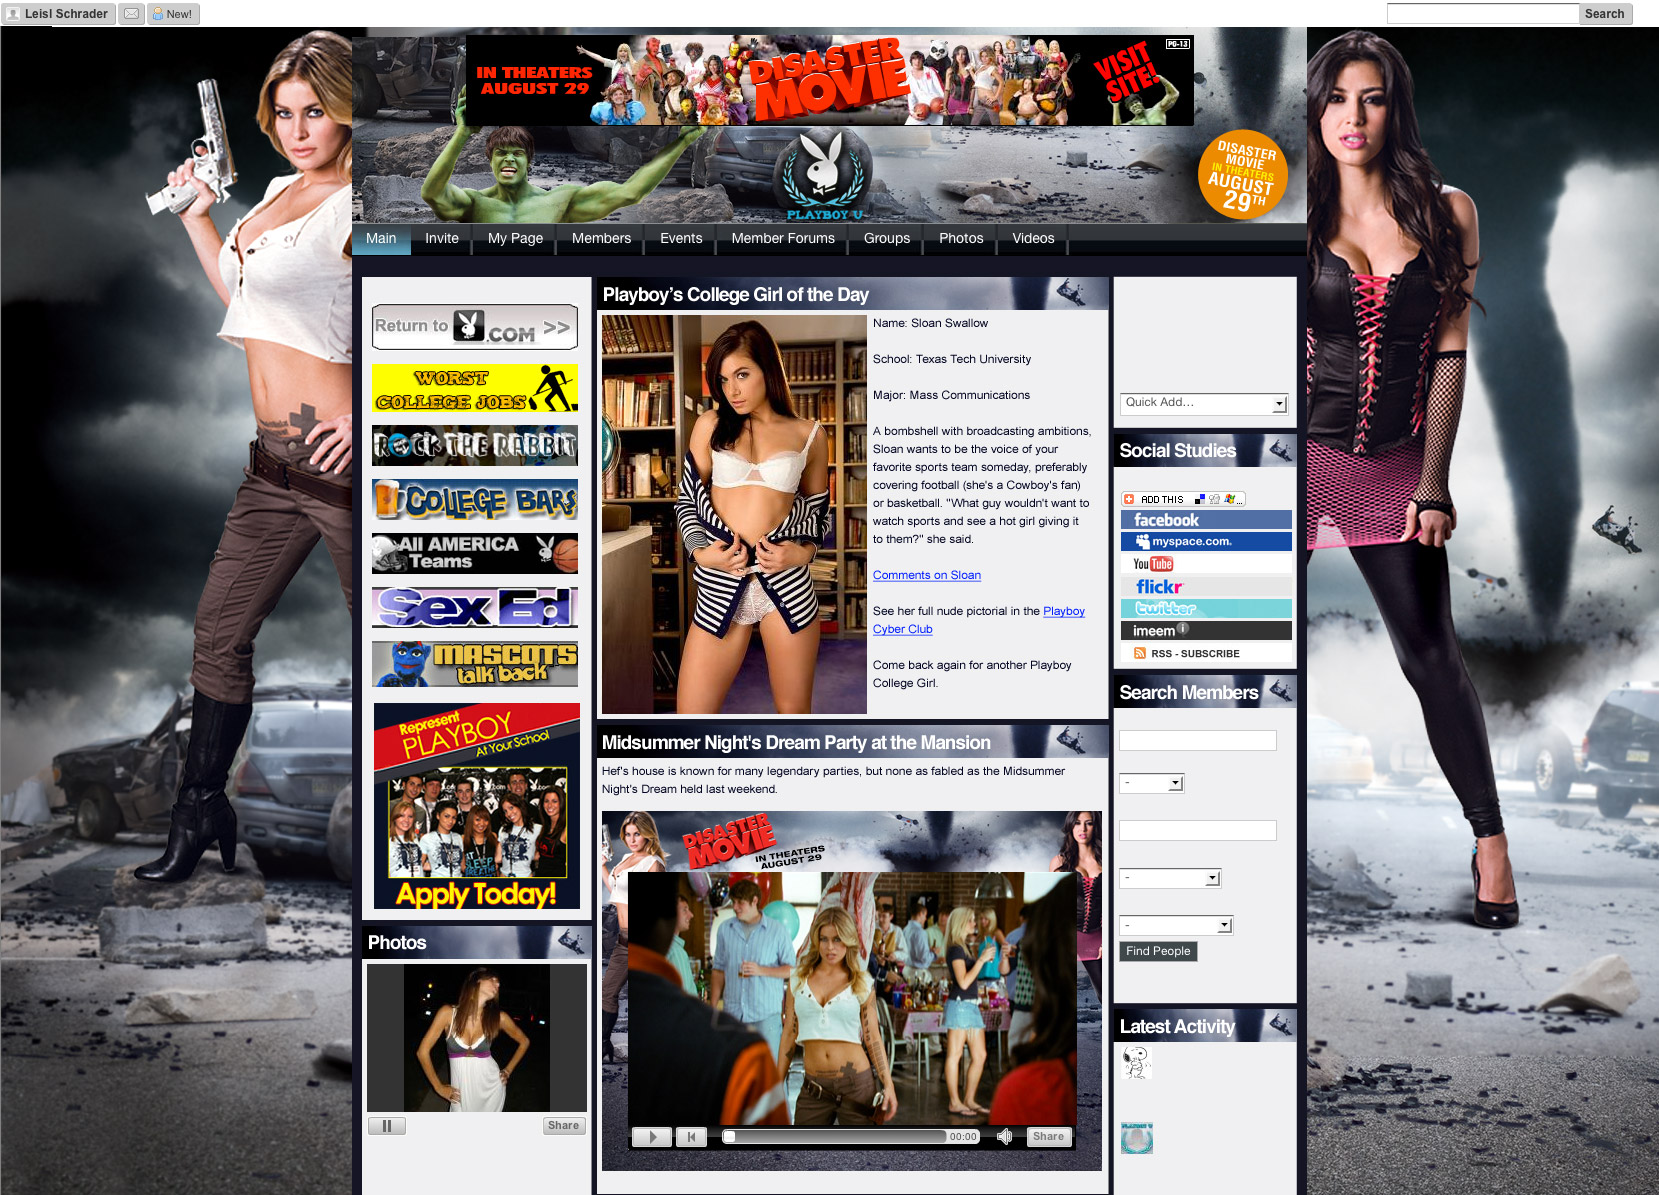 Leisl Schrader
New!
Search
IN THEATERS
AUGUST 29
DISASTER
MOVIE
PG-13
VISIT
SITE!
PLAYBOY U
DISASTER
MOVIE
IN THEATERS
AUGUST
29TH
Main
Invite
My Page
Members
Events
Member Forums
Groups
Photos
Videos
Return to .COM >>
WORST
COLLEGE JOBS
ROCK THE RABBIT
COLLEGE BARS
All AMERICA
Teams
Sex Ed
MASCOTS
talk back
Represent
PLAYBOY
At Your School
Apply Today!
Photos
Share
Playboy's College Girl of the Day
Name: Sloan Swallow
School: Texas Tech University
Major: Mass Communications
A bombshell with broadcasting ambitions,
Sloan wants to be the voice of your
favorite sports team someday, preferably
covering football (she's a Cowboy's fan)
or basketball. "What guy wouldn't want to
watch sports and see a hot girl giving it
to them?" she said.
Comments on Sloan
See her full nude pictorial in the Playboy
Cyber Club
Come back again for another Playboy
College Girl.
Midsummer Night's Dream Party at the Mansion
Hef's house is known for many legendary parties, but none as fabled as the Midsummer
Night's Dream held last weekend.
DISASTER
MOVIE
IN THEATERS
AUGUST 29
00:00
Share
Quick Add...
Social Studies
ADD THIS
facebook
myspace.com.
YouTube
flickr
twitter
imeem
RSS - SUBSCRIBE
Search Members
-
-
-
Find People
Latest Activity
PLAYBOY U